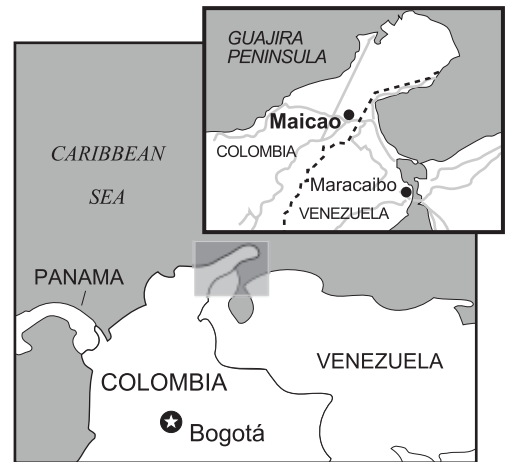 GUAJIRA
PENINSULA
Maicao
COLOMBIA
Maracaibo
VENEZUELA
CARIBBEAN
SEA
PANAMA
VENEZUELA
COLOMBIA
Bogotá